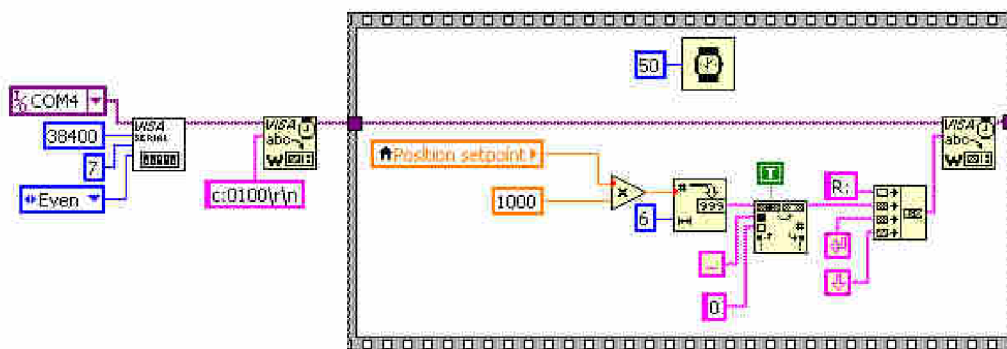 50
COM4
VISA
SERIAL
38400
7
Even
VISA
abc
W
c:0100\r\n
Position setpoint
1000
x
6
#
999
T
#
0
R:
VISA
abc
W